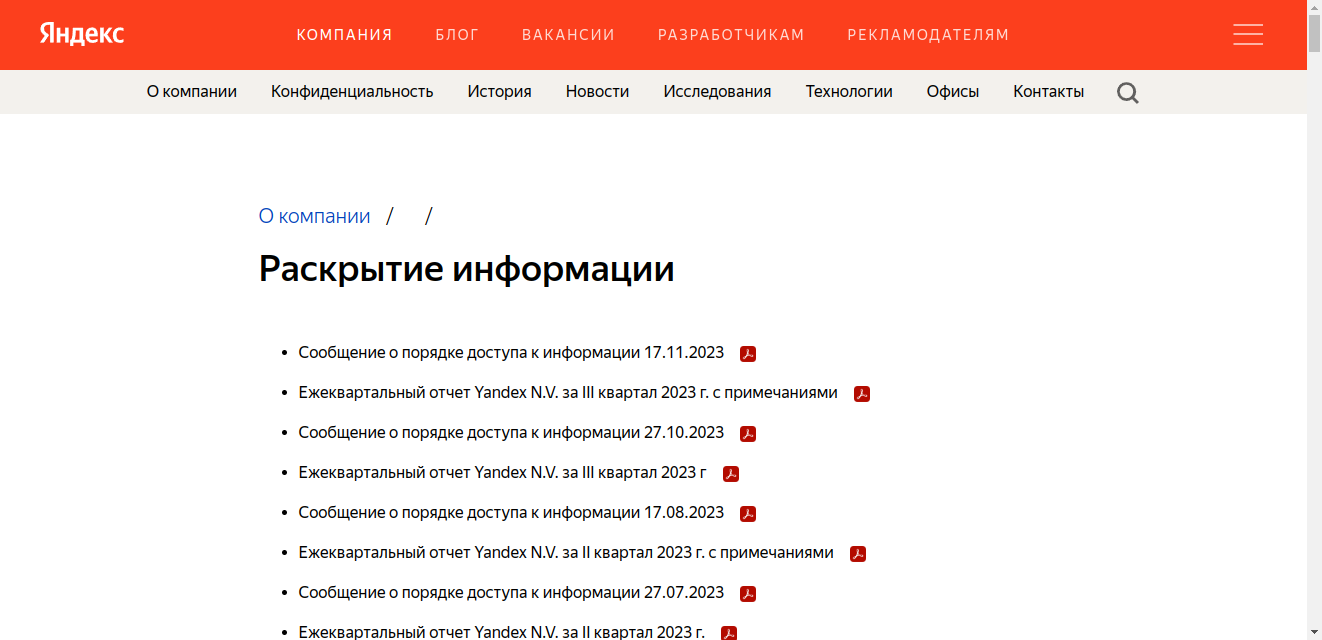 Яндекс КОМПАНИЯ БЛОГ ВАКАНСИИ РАЗРАБОТЧИКАМ РЕКЛАМОДАТЕЛЯМ
О компании Конфиденциальность История Новости Исследования Технологии Офисы Контакты
О компании / /
Раскрытие информации
• Сообщение о порядке доступа к информации 17.11.2023
• Ежеквартальный отчет Yandex N.V. за III квартал 2023 г. с примечаниями
• Сообщение о порядке доступа к информации 27.10.2023
• Ежеквартальный отчет Yandex N.V. за III квартал 2023 г
• Сообщение о порядке доступа к информации 17.08.2023
• Ежеквартальный отчет Yandex N.V. за II квартал 2023 г. с примечаниями
• Сообщение о порядке доступа к информации 27.07.2023
• Ежеквартальный отчет Yandex N.V. за II квартал 2023 г.